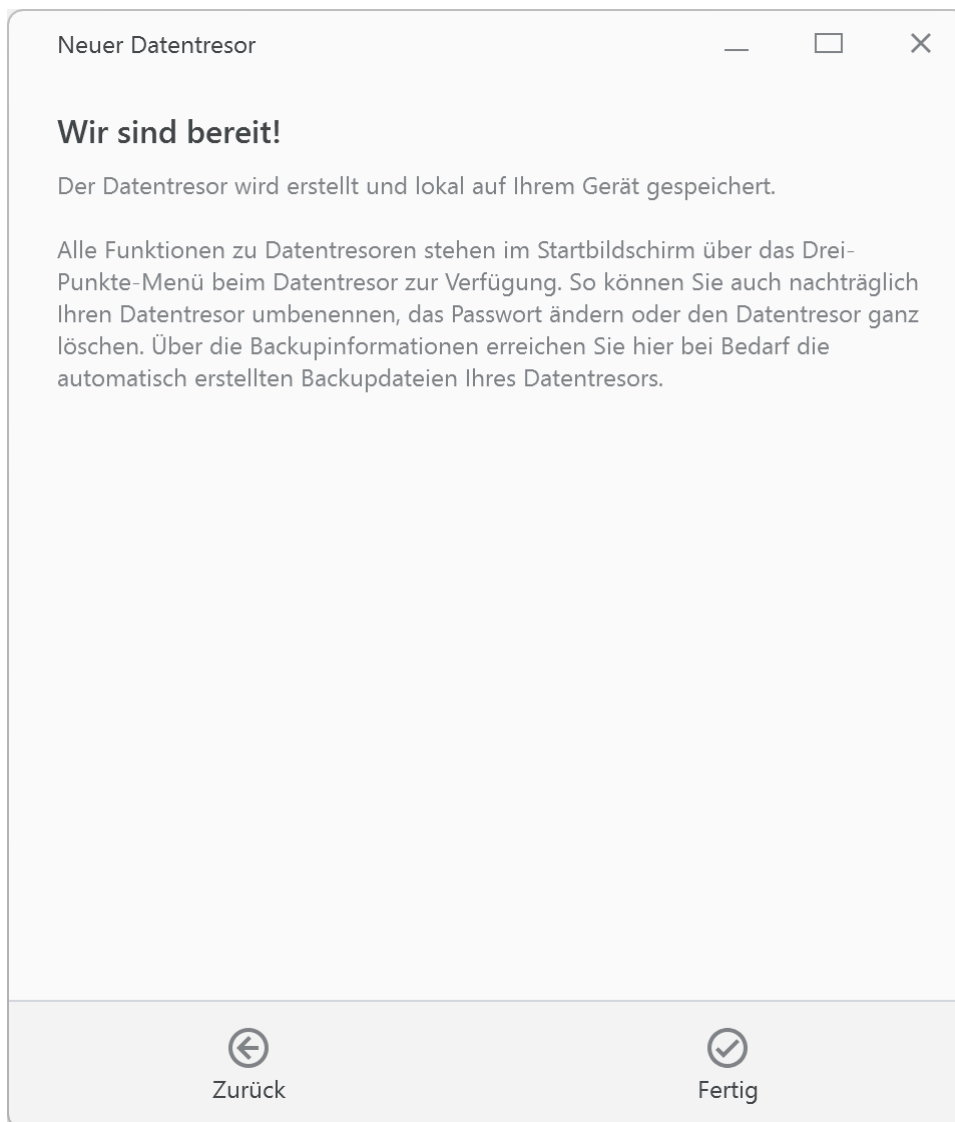 Neuer Datentresor
Wir sind bereit!
Der Datentresor wird erstellt und lokal auf Ihrem Gerät gespeichert.
Alle Funktionen zu Datentresoren stehen im Startbildschirm über das Drei-
Punkte-Menü beim Datentresor zur Verfügung. So können Sie auch nachträglich
Ihren Datentresor umbenennen, das Passwort ändern oder den Datentresor ganz
löschen. Über die Backupinformationen erreichen Sie hier bei Bedarf die
automatisch erstellten Backupdateien Ihres Datentresors.
Zurück
Fertig